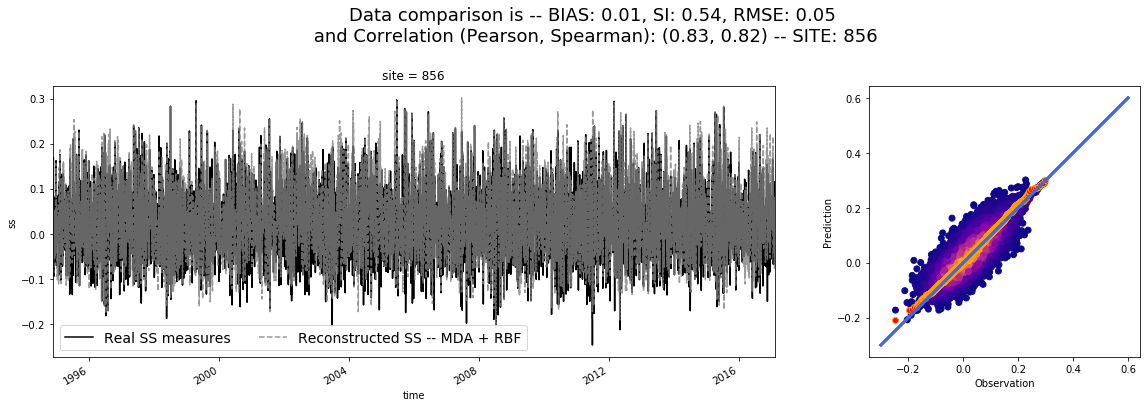 Data comparison is -- BIAS: 0.01, SI: 0.54, RMSE: 0.05
and Correlation (Pearson, Spearman): (0.83, 0.82) -- SITE: 856
site = 856
0.3
0.2
0.1
0.0
−0.1
−0.2
ss
Real SS measures
Reconstructed SS -- MDA + RBF
1996
2000
2004
2008
2012
2016
time
0.6
0.4
0.2
0.0
−0.2
Prediction
−0.2
0.0
0.2
0.4
0.6
Observation